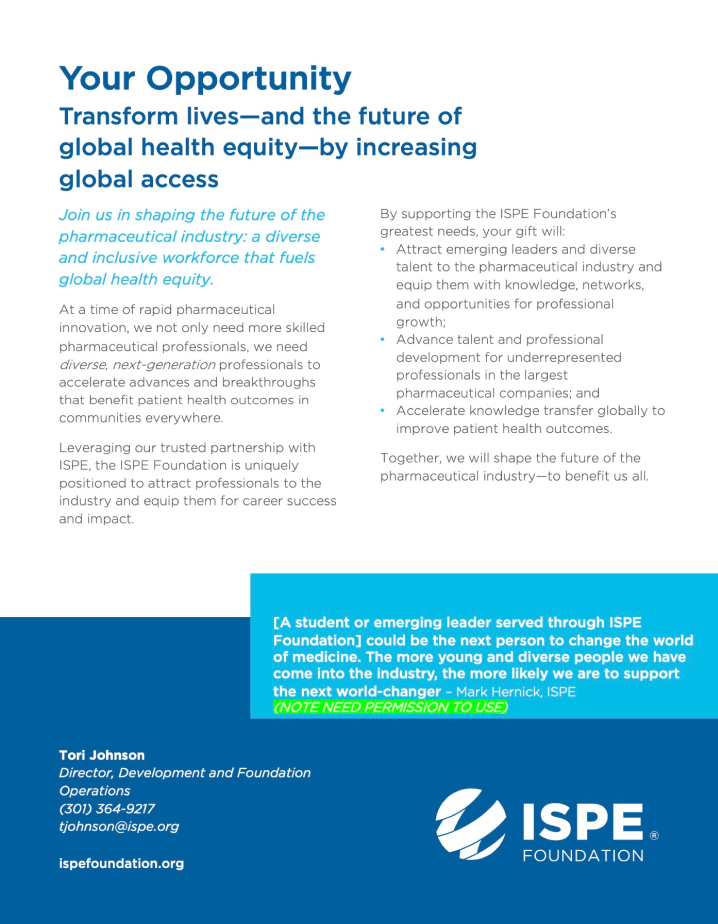 Your Opportunity
Transform lives—and the future of
global health equity—by increasing
global access
Join us in shaping the future of the
pharmaceutical industry: a diverse
and inclusive workforce that fuels
global health equity.
At a time of rapid pharmaceutical
innovation, we not only need more skilled
pharmaceutical professionals, we need
diverse, next-generation professionals to
accelerate advances and breakthroughs
that benefit patient health outcomes in
communities everywhere.
Leveraging our trusted partnership with
ISPE, the ISPE Foundation is uniquely
positioned to attract professionals to the
industry and equip them for career success
and impact.
By supporting the ISPE Foundation’s
greatest needs, your gift will:
• Attract emerging leaders and diverse
talent to the pharmaceutical industry and
equip them with knowledge, networks,
and opportunities for professional
growth;
• Advance talent and professional
development for underrepresented
professionals in the largest
pharmaceutical companies; and
• Accelerate knowledge transfer globally to
improve patient health outcomes.
Together, we will shape the future of the
pharmaceutical industry—to benefit us all.
[A student or emerging leader served through ISPE
Foundation] could be the next person to change the world
of medicine. The more young and diverse people we have
come into the industry, the more likely we are to support
the next world-changer – Mark Hernick, ISPE
(NOTE NEED PERMISSION TO USE)
Tori Johnson
Director, Development and Foundation
Operations
(301) 364-9217
tjohnson@ispe.org
ispefoundation.org
ISPE®
FOUNDATION